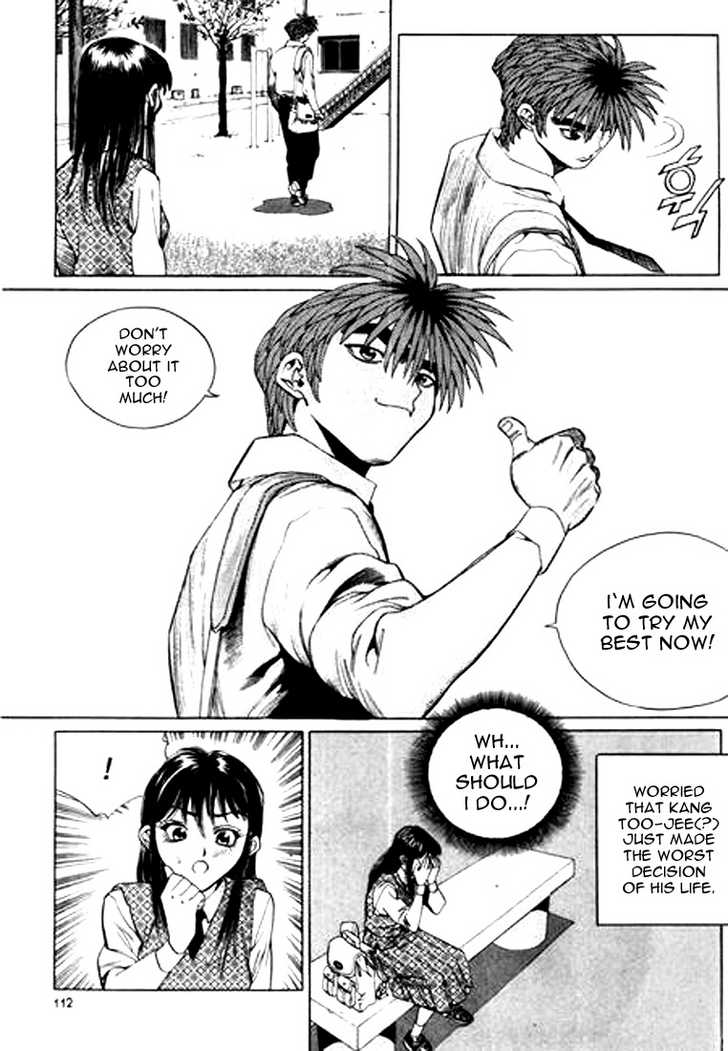 DON'T
WORRY
ABOUT IT
TOO
MUCH!
I'M GOING
TO TRY MY
BEST NOW!
!
WH...
WHAT
SHOULD
I DO...!
WORRIED
THAT KANG
TOO-JEE(?)
JUST MADE
THE WORST
DECISION
OF HIS LIFE.
112